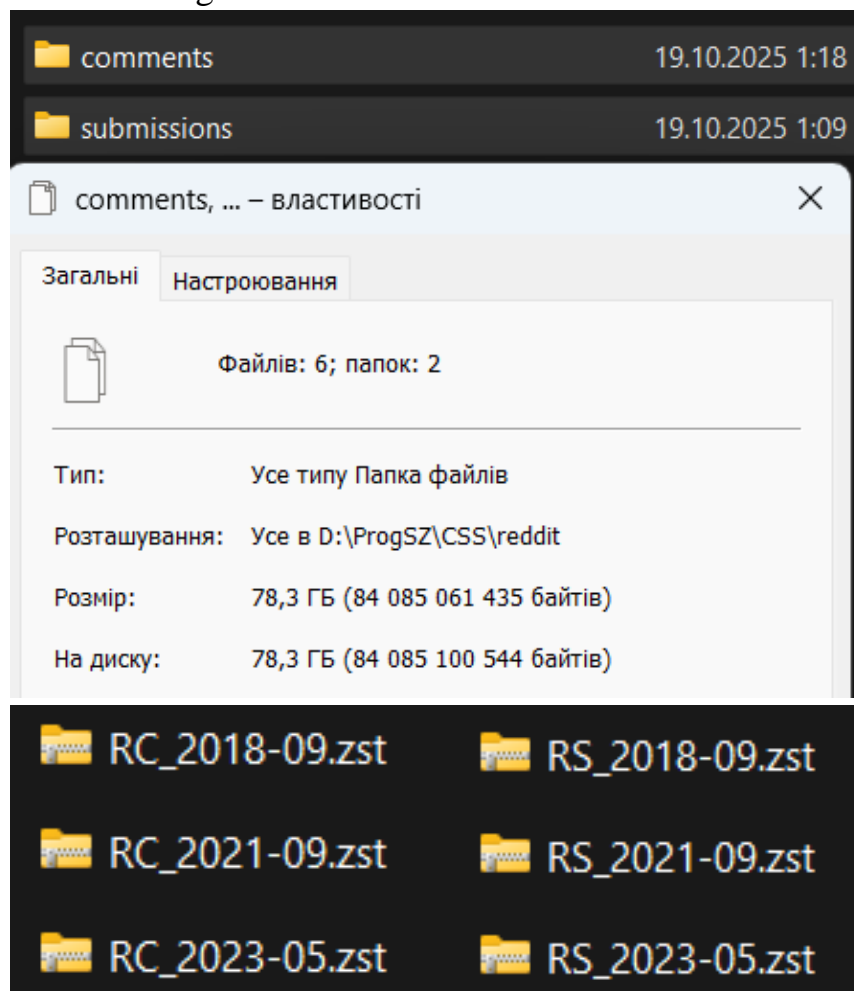 comments 19.10.2025 1:18
submissions 19.10.2025 1:09
comments, ... – властивості
Загальні Настроювання
Файлів: 6; папок: 2
Тип: Усе типу Папка файлів
Розташування: Усе в D:\ProgSZ\CSS\reddit
Розмір: 78,3 ГБ (84 085 061 435 байтів)
На диску: 78,3 ГБ (84 085 100 544 байтів)
RC_2018-09.zst RS_2018-09.zst
RC_2021-09.zst RS_2021-09.zst
RC_2023-05.zst RS_2023-05.zst